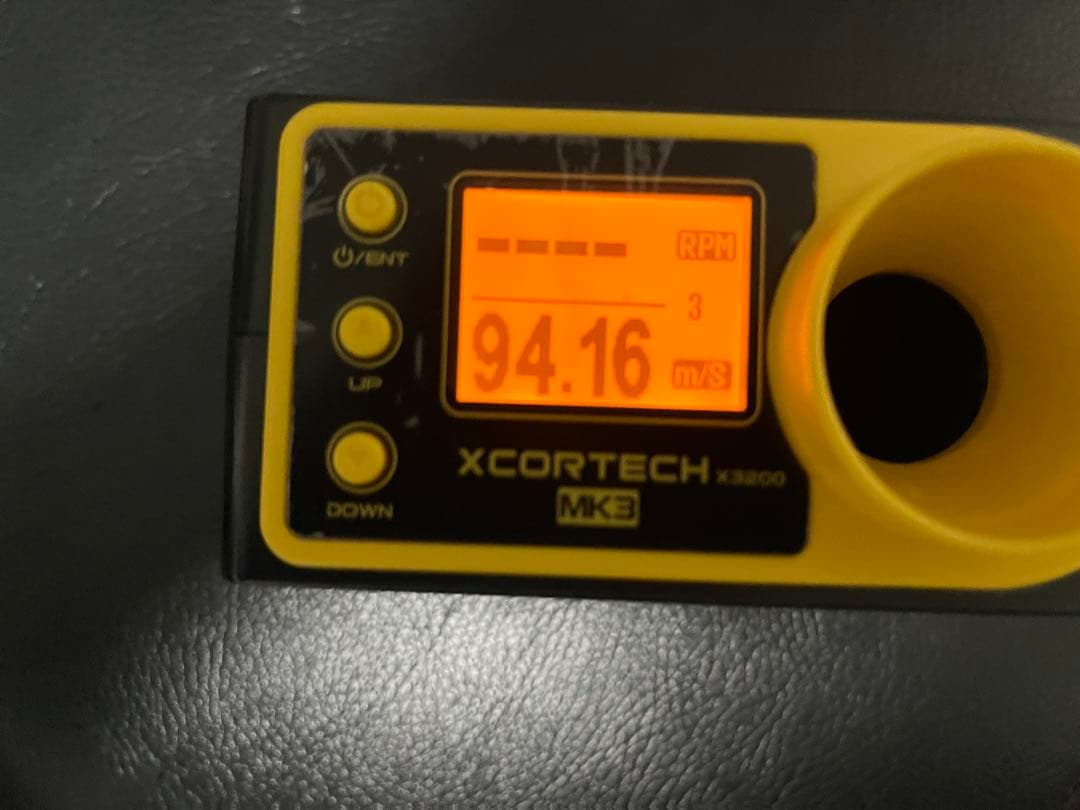 ---- RPM
3
94.16 m/S
⏻/ENT
UP
DOWN
XCORTECH X3200
MK3